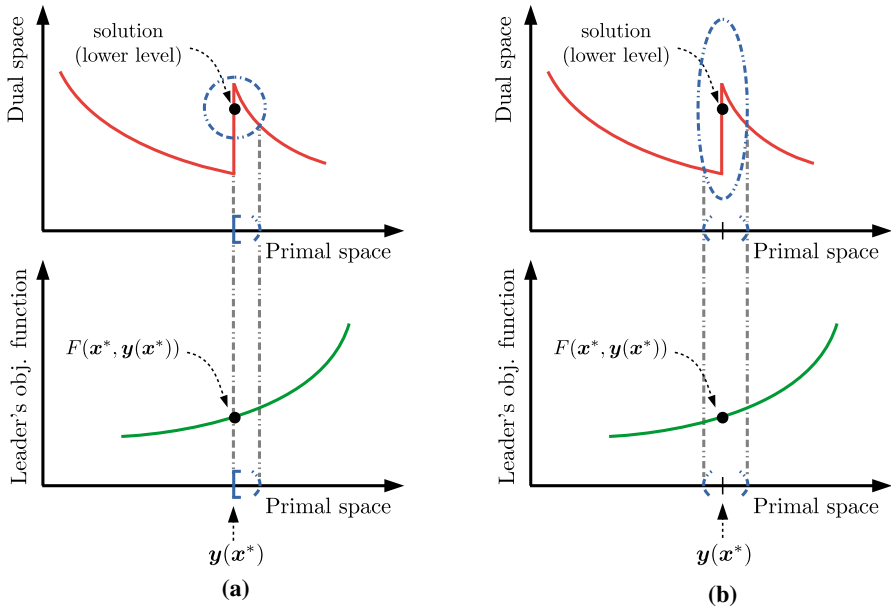 Dual space
solution
(lower level)
Primal space
Leader's obj. function
F(x*, y(x*))
Primal space
y(x*)
(a)
Dual space
solution
(lower level)
Primal space
Leader's obj. function
F(x*, y(x*))
Primal space
y(x*)
(b)